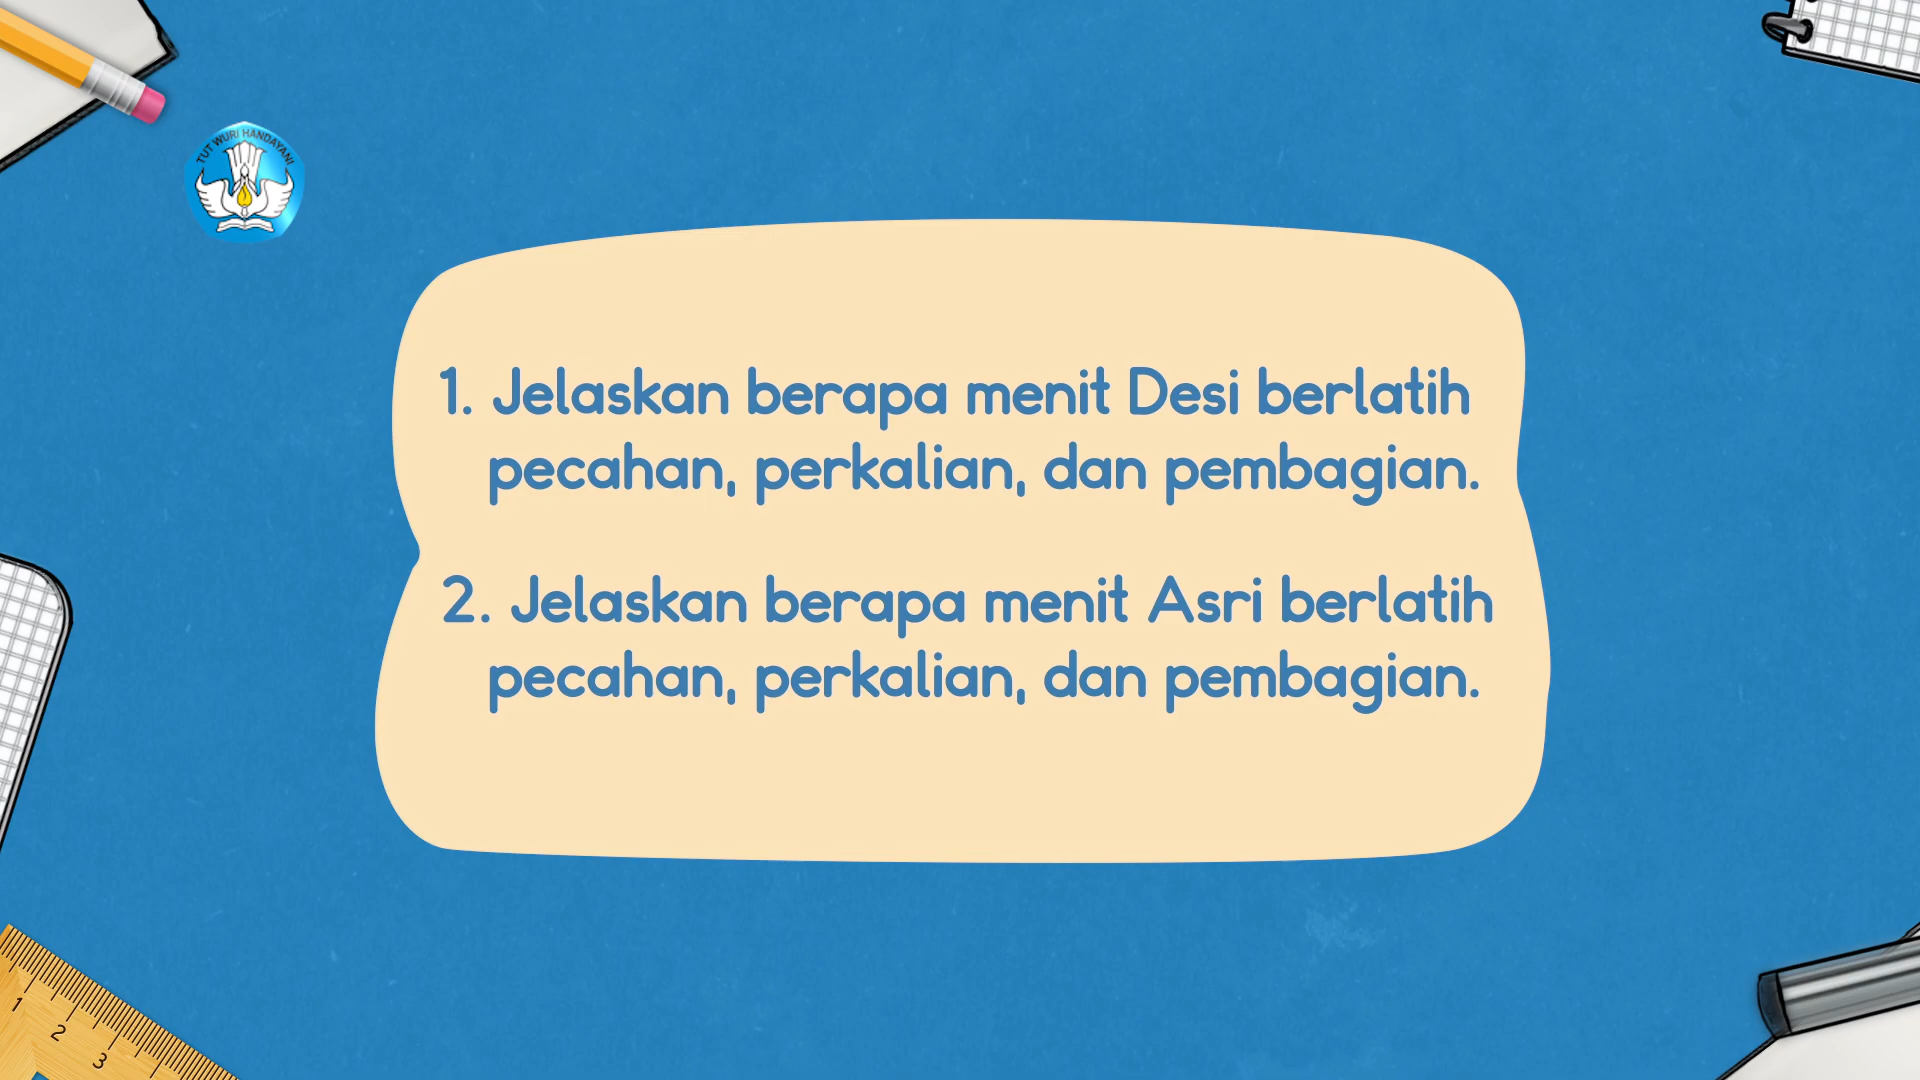 TUT WURI HANDAYANI
1. Jelaskan berapa menit Desi berlatih
pecahan, perkalian, dan pembagian.
2. Jelaskan berapa menit Asri berlatih
pecahan, perkalian, dan pembagian.
1
2
3